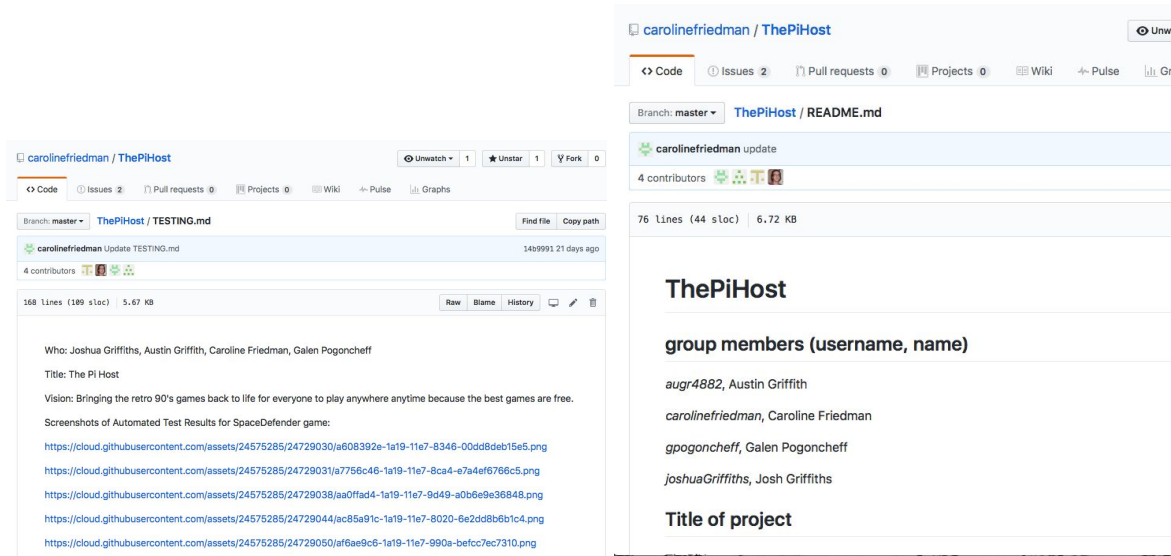 carolinefriedman / ThePiHost
Unwatch 1 Unstar 1 Fork 0
Code Issues 2 Pull requests 0 Projects 0 Wiki Pulse Graphs
Branch: master ThePiHost / TESTING.md Find file Copy path
carolinefriedman Update TESTING.md 14b9991 21 days ago
4 contributors
168 lines (109 sloc) 5.67 KB Raw Blame History
Who: Joshua Griffiths, Austin Griffith, Caroline Friedman, Galen Pogoncheff
Title: The Pi Host
Vision: Bringing the retro 90's games back to life for everyone to play anywhere anytime because the best games are free.
Screenshots of Automated Test Results for SpaceDefender game:
https://cloud.githubusercontent.com/assets/24575285/24729030/a608392e-1a19-11e7-8346-00dd8deb15e5.png
https://cloud.githubusercontent.com/assets/24575285/24729031/a7756c46-1a19-11e7-8ca4-e7a4ef6766c5.png
https://cloud.githubusercontent.com/assets/24575285/24729038/aa0ffad4-1a19-11e7-9d49-a0b6e9e36848.png
https://cloud.githubusercontent.com/assets/24575285/24729044/ac85a91c-1a19-11e7-8020-6e2dd8b6b1c4.png
https://cloud.githubusercontent.com/assets/24575285/24729050/af6ae9c6-1a19-11e7-990a-befcc7ec7310.png
carolinefriedman / ThePiHost
Unw
Code Issues 2 Pull requests 0 Projects 0 Wiki Pulse Gr
Branch: master ThePiHost / README.md
carolinefriedman update
4 contributors
76 lines (44 sloc) 6.72 KB
ThePiHost
group members (username, name)
augr4882, Austin Griffith
carolinefriedman, Caroline Friedman
gpogoncheff, Galen Pogoncheff
joshuaGriffiths, Josh Griffiths
Title of project